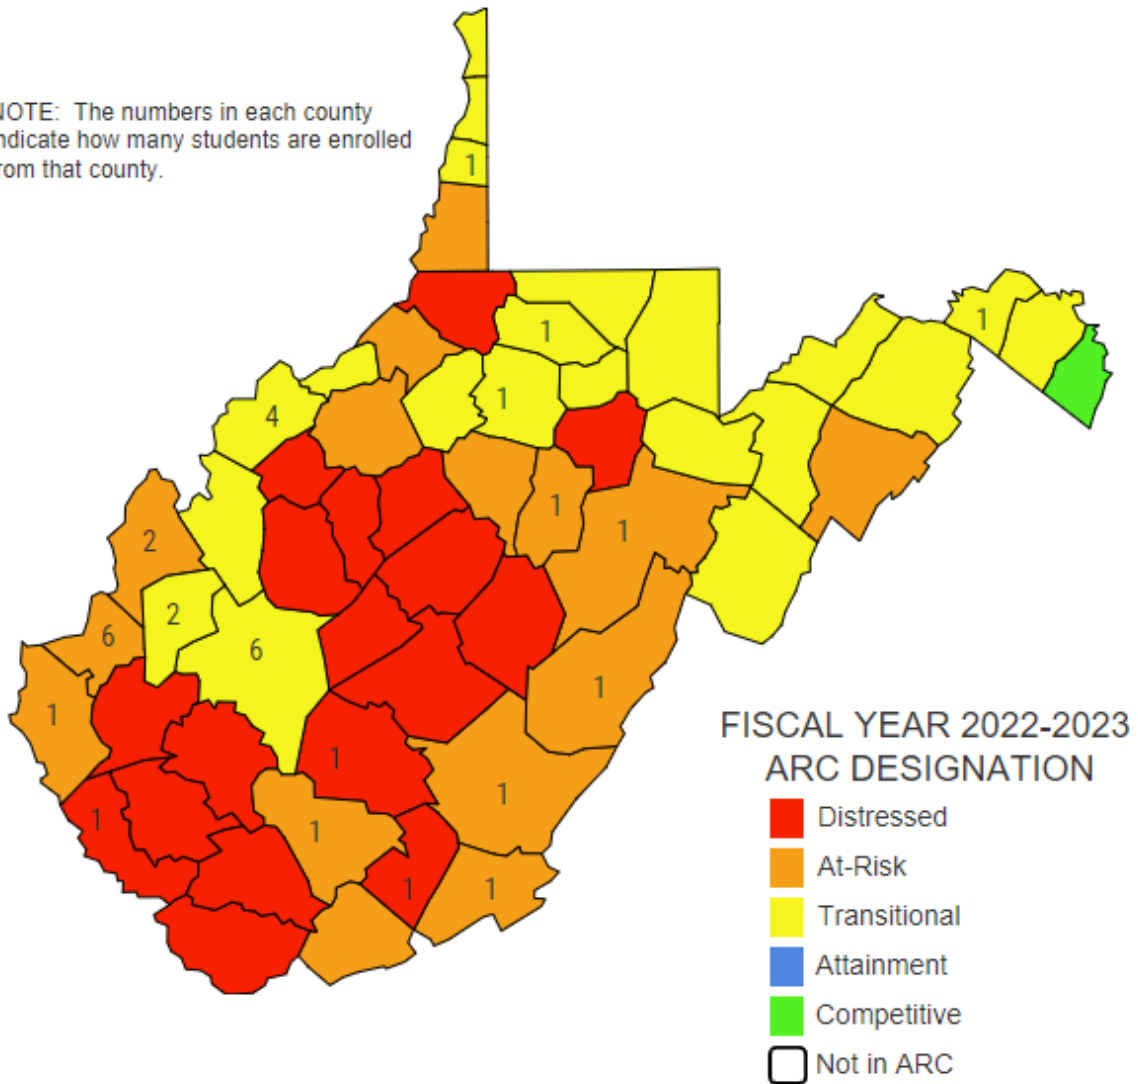 NOTE: The numbers in each county
ndicate how many students are enrolled
rom that county.
1
1
1
1
4
1
1
2
2
6
6
1
1
1
1
1
1
1
1
FISCAL YEAR 2022-2023
ARC DESIGNATION
Distressed
At-Risk
Transitional
Attainment
Competitive
Not in ARC